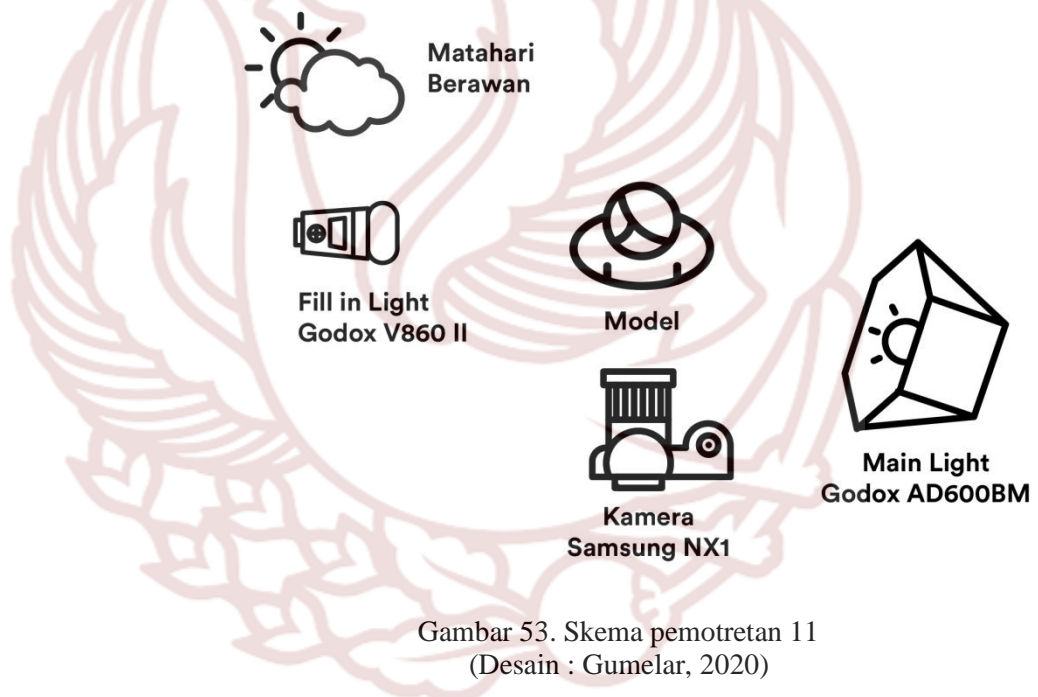 Matahari
Berawan
Fill in Light
Godox V860 II
Model
Main Light
Godox AD600BM
Kamera
Samsung NX1
Gambar 53. Skema pemotretan 11
(Desain : Gumelar, 2020)